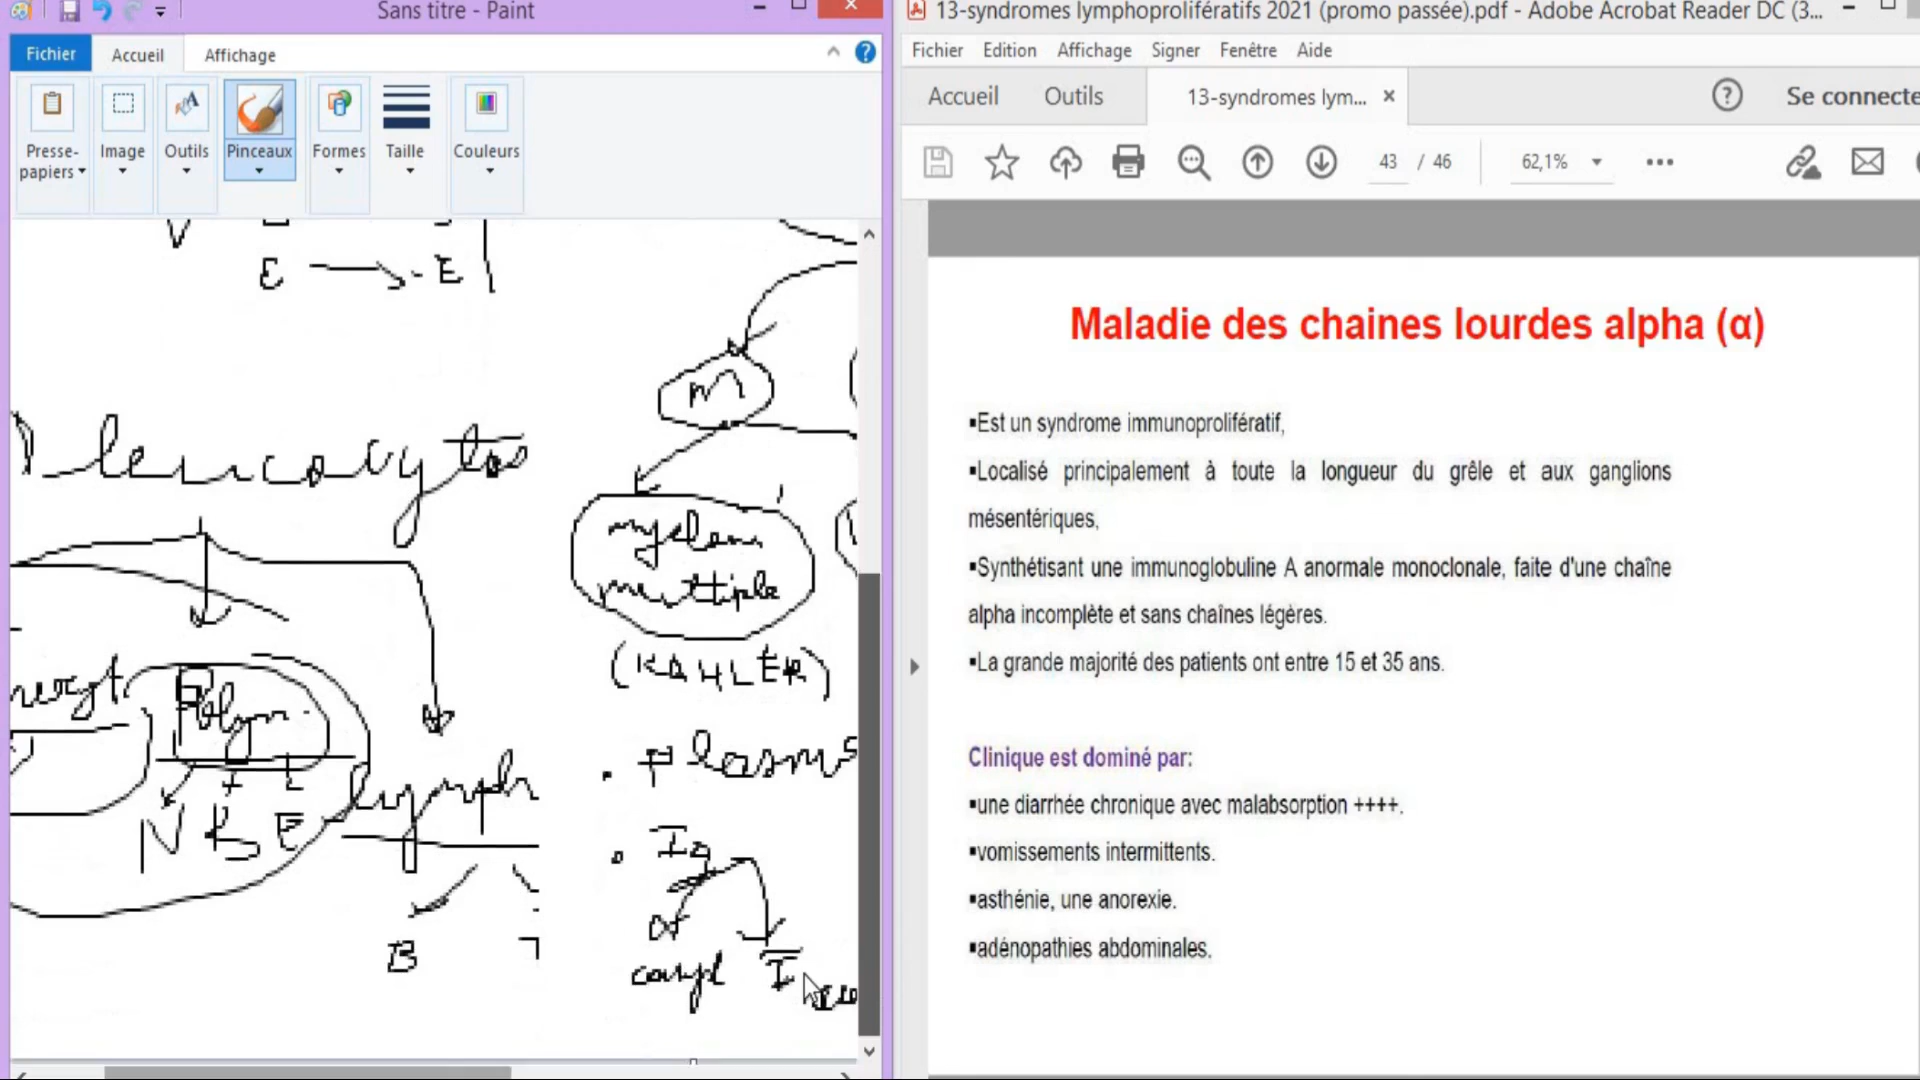 Sans titre - Paint
Fichier
Accueil
Affichage
Presse-
papiers
Image
Outils
Pinceaux
Formes
Taille
Couleurs
E → E
leucocytes
m
myelom
multiple
(KAHLER)
N B E
lymph
B
Ig
13-syndromes lymphoprolifératifs 2021 (promo passée).pdf - Adobe Acrobat Reader DC (3...
Fichier Edition Affichage Signer Fenêtre Aide
Accueil Outils 13-syndromes lym... × Se connecte
43 / 46 62,1%
Maladie des chaines lourdes alpha (α)
▪Est un syndrome immunoprolifératif,
▪Localisé principalement à toute la longueur du grêle et aux ganglions
mésentériques,
▪Synthétisant une immunoglobuline A anormale monoclonale, faite d'une chaîne
alpha incomplète et sans chaînes légères.
▪La grande majorité des patients ont entre 15 et 35 ans.
Clinique est dominé par:
▪une diarrhée chronique avec malabsorption ++++.
▪vomissements intermittents.
▪asthénie, une anorexie.
▪adénopathies abdominales.